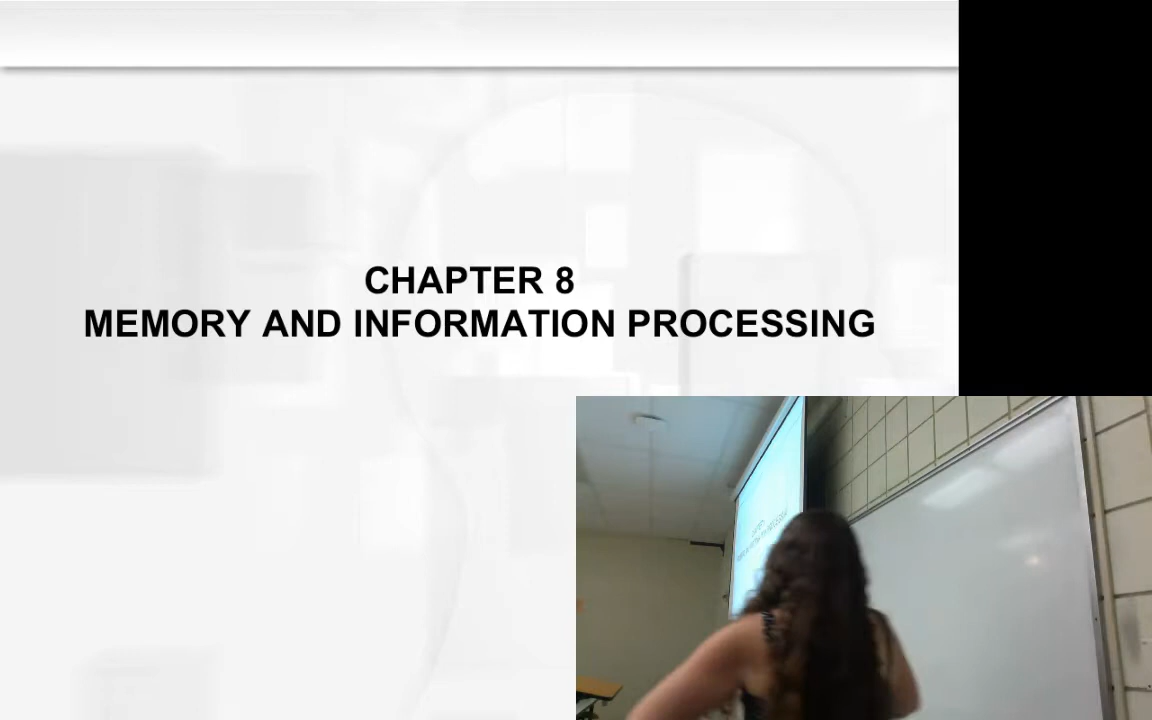 CHAPTER 8
MEMORY AND INFORMATION PROCESSING